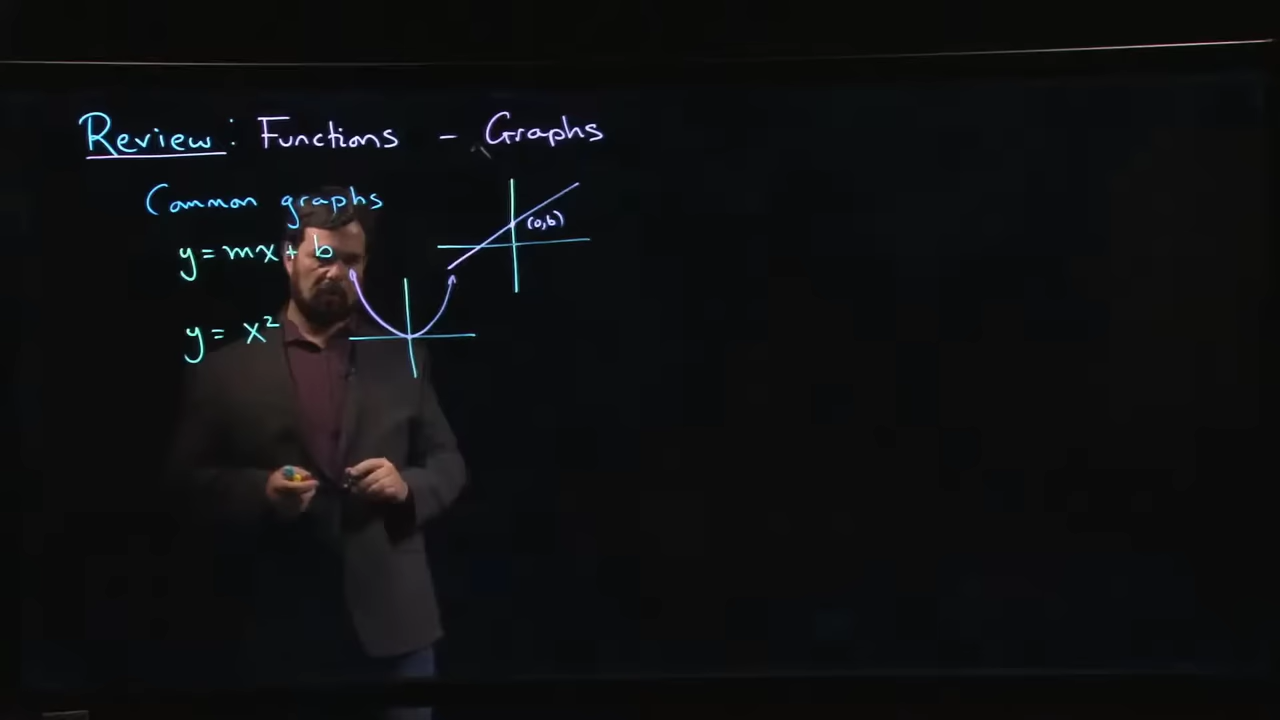 Review: Functions - Graphs
Common graphs
y = mx + b
(0,b)
y = x²